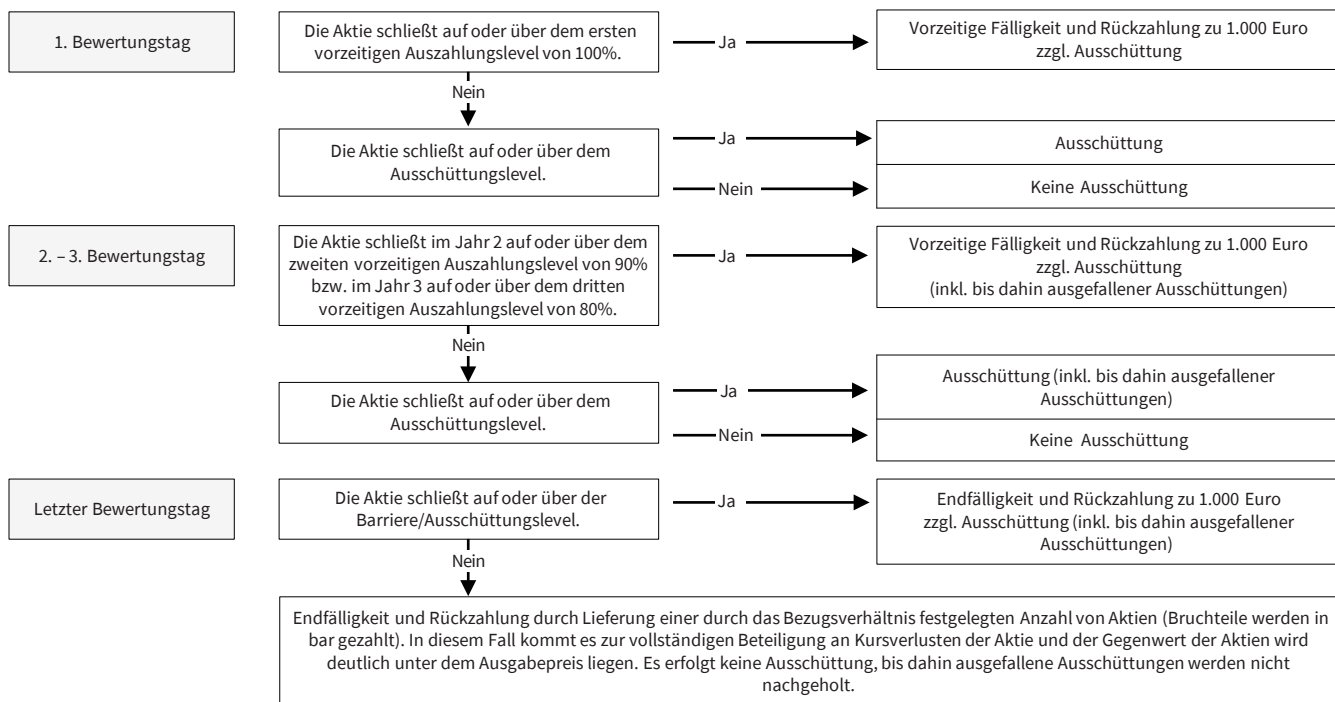 1. Bewertungstag
Die Aktie schließt auf oder über dem ersten
vorzeitigen Auszahlungslevel von 100%.
Ja
Vorzeitige Fälligkeit und Rückzahlung zu 1.000 Euro
zzgl. Ausschüttung
Nein
Die Aktie schließt auf oder über dem
Ausschüttungslevel.
Ja
Ausschüttung
Nein
Keine Ausschüttung
2. – 3. Bewertungstag
Die Aktie schließt im Jahr 2 auf oder über dem
zweiten vorzeitigen Auszahlungslevel von 90%
bzw. im Jahr 3 auf oder über dem dritten
vorzeitigen Auszahlungslevel von 80%.
Ja
Vorzeitige Fälligkeit und Rückzahlung zu 1.000 Euro
zzgl. Ausschüttung
(inkl. bis dahin ausgefallener Ausschüttungen)
Nein
Die Aktie schließt auf oder über dem
Ausschüttungslevel.
Ja
Ausschüttung (inkl. bis dahin ausgefallener
Ausschüttungen)
Nein
Keine Ausschüttung
Letzter Bewertungstag
Die Aktie schließt auf oder über der
Barriere/Ausschüttungslevel.
Ja
Endfälligkeit und Rückzahlung zu 1.000 Euro
zzgl. Ausschüttung (inkl. bis dahin ausgefallener
Ausschüttungen)
Nein
Endfälligkeit und Rückzahlung durch Lieferung einer durch das Bezugsverhältnis festgelegten Anzahl von Aktien (Bruchteile werden in
bar gezahlt). In diesem Fall kommt es zur vollständigen Beteiligung an Kursverlusten der Aktie und der Gegenwert der Aktien wird
deutlich unter dem Ausgabepreis liegen. Es erfolgt keine Ausschüttung, bis dahin ausgefallene Ausschüttungen werden nicht
nachgeholt.